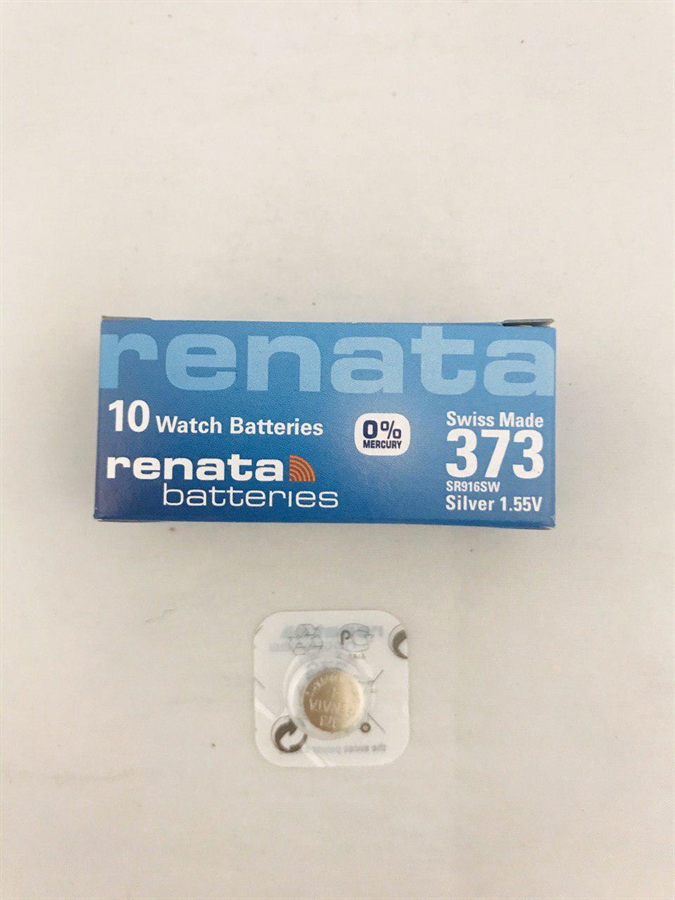 renata
10 Watch Batteries
0%
MERCURY
renata
batteries
Swiss Made
373
SR916SW
Silver 1.55V